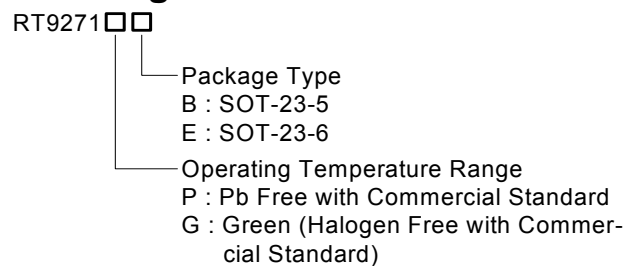 RT9271□□
Package Type
B : SOT-23-5
E : SOT-23-6
Operating Temperature Range
P : Pb Free with Commercial Standard
G : Green (Halogen Free with Commer-
cial Standard)